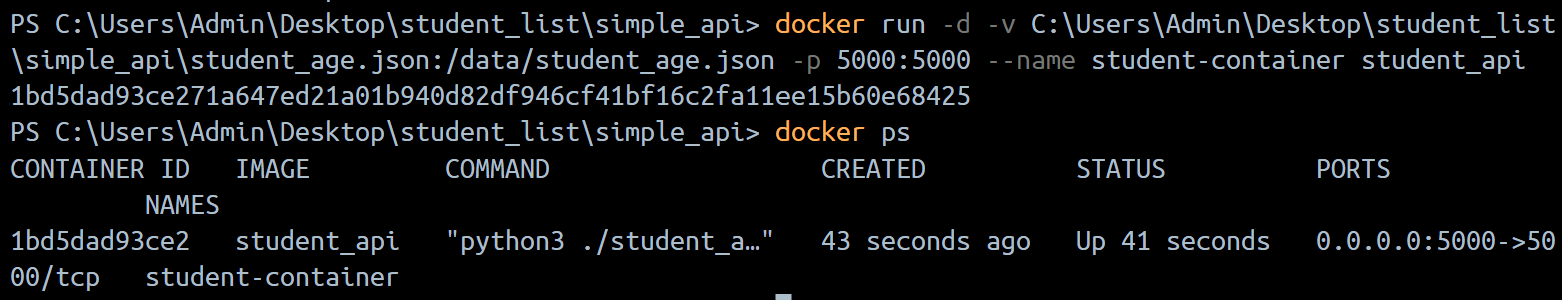 PS C:\Users\Admin\Desktop\student_list\simple_api> docker run -d -v C:\Users\Admin\Desktop\student_list
\simple_api\student_age.json:/data/student_age.json -p 5000:5000 --name student-container student_api
1bd5dad93ce271a647ed21a01b940d82df946cf41bf16c2fa11ee15b60e68425
PS C:\Users\Admin\Desktop\student_list\simple_api> docker ps
CONTAINER ID   IMAGE         COMMAND                  CREATED          STATUS          PORTS
         NAMES
1bd5dad93ce2   student_api   "python3 ./student_a…"   43 seconds ago   Up 41 seconds   0.0.0.0:5000->50
00/tcp   student-container